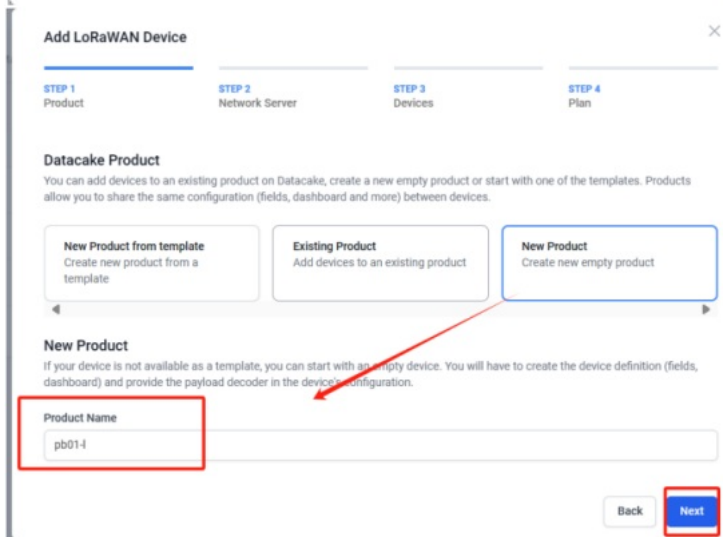 Add LoRaWAN Device
STEP 1
Product
STEP 2
Network Server
STEP 3
Devices
STEP 4
Plan
Datacake Product
You can add devices to an existing product on Datacake, create a new empty product or start with one of the templates. Products
allow you to share the same configuration (fields, dashboard and more) between devices.
New Product from template
Create new product from a
template
Existing Product
Add devices to an existing product
New Product
Create new empty product
New Product
If your device is not available as a template, you can start with an empty device. You will have to create the device definition (fields,
dashboard) and provide the payload decoder in the device's configuration.
Product Name
pb01-l
Back
Next